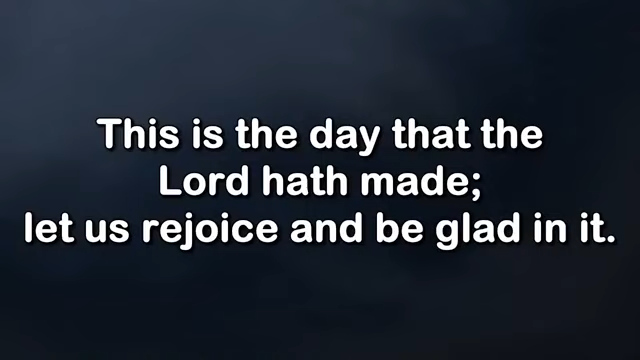 This is the day that the
Lord hath made;
let us rejoice and be glad in it.